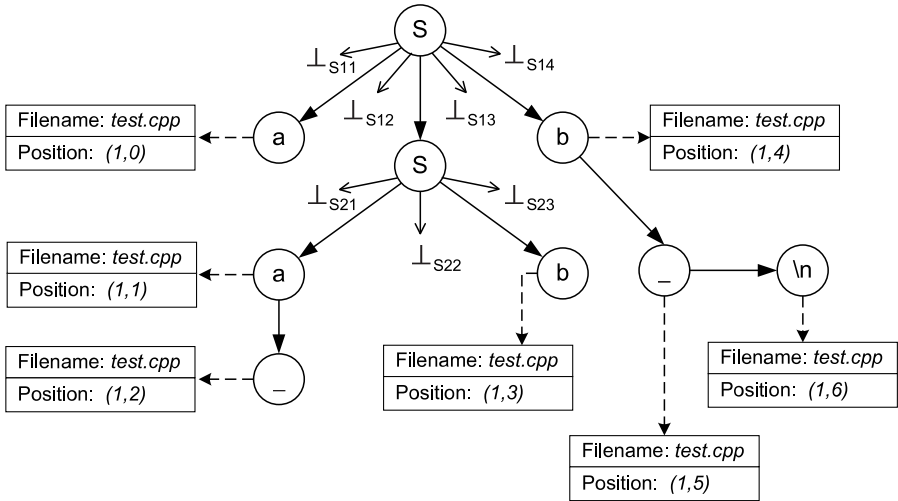 S
⊥S11
⊥S14
⊥S12
⊥S13
Filename: test.cpp
Position: (1,0)
a
b
Filename: test.cpp
Position: (1,4)
S
⊥S21
⊥S23
⊥S22
Filename: test.cpp
Position: (1,1)
a
b
_
\n
Filename: test.cpp
Position: (1,2)
_
Filename: test.cpp
Position: (1,3)
Filename: test.cpp
Position: (1,6)
Filename: test.cpp
Position: (1,5)